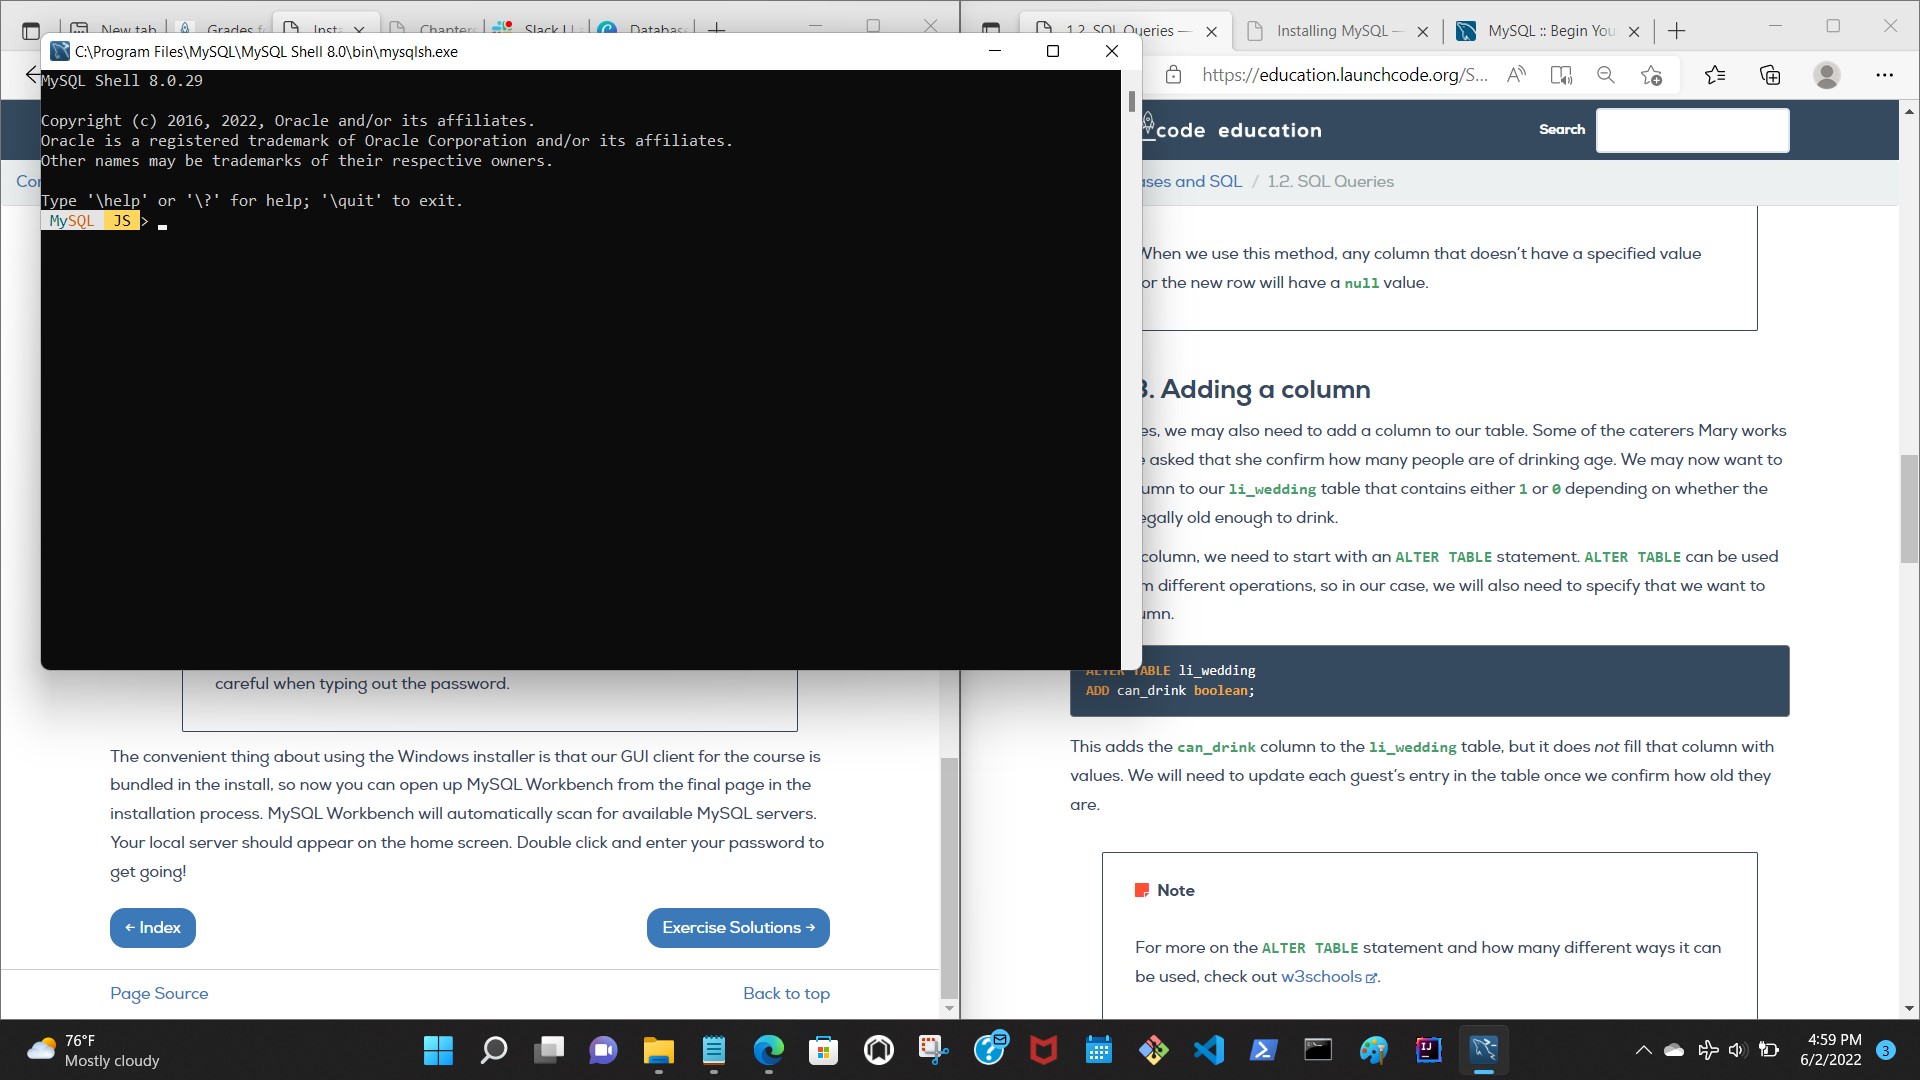 New tab
Grades f
Inst
Chapter
Slack | L
Databas
1.2. SQL Queries —
Installing MySQL —
MySQL :: Begin You
C:\Program Files\MySQL\MySQL Shell 8.0\bin\mysqlsh.exe
https://education.launchcode.org/S...
MySQL Shell 8.0.29
Copyright (c) 2016, 2022, Oracle and/or its affiliates.
Oracle is a registered trademark of Oracle Corporation and/or its affiliates.
Other names may be trademarks of their respective owners.
Type '\help' or '\?' for help; '\quit' to exit.
MySQL JS >
code education
Search
Cor
ases and SQL / 1.2. SQL Queries
When we use this method, any column that doesn't have a specified value
or the new row will have a null value.
3. Adding a column
es, we may also need to add a column to our table. Some of the caterers Mary works
e asked that she confirm how many people are of drinking age. We may now want to
umn to our li_wedding table that contains either 1 or 0 depending on whether the
egally old enough to drink.
column, we need to start with an ALTER TABLE statement. ALTER TABLE can be used
m different operations, so in our case, we will also need to specify that we want to
umn.
ALTER TABLE li_wedding
ADD can_drink boolean;
This adds the can_drink column to the li_wedding table, but it does not fill that column with
values. We will need to update each guest's entry in the table once we confirm how old they
are.
Note
For more on the ALTER TABLE statement and how many different ways it can
be used, check out w3schools.
careful when typing out the password.
The convenient thing about using the Windows installer is that our GUI client for the course is
bundled in the install, so now you can open up MySQL Workbench from the final page in the
installation process. MySQL Workbench will automatically scan for available MySQL servers.
Your local server should appear on the home screen. Double click and enter your password to
get going!
← Index
Exercise Solutions →
Page Source
Back to top
76°F
Mostly cloudy
4:59 PM
6/2/2022
3